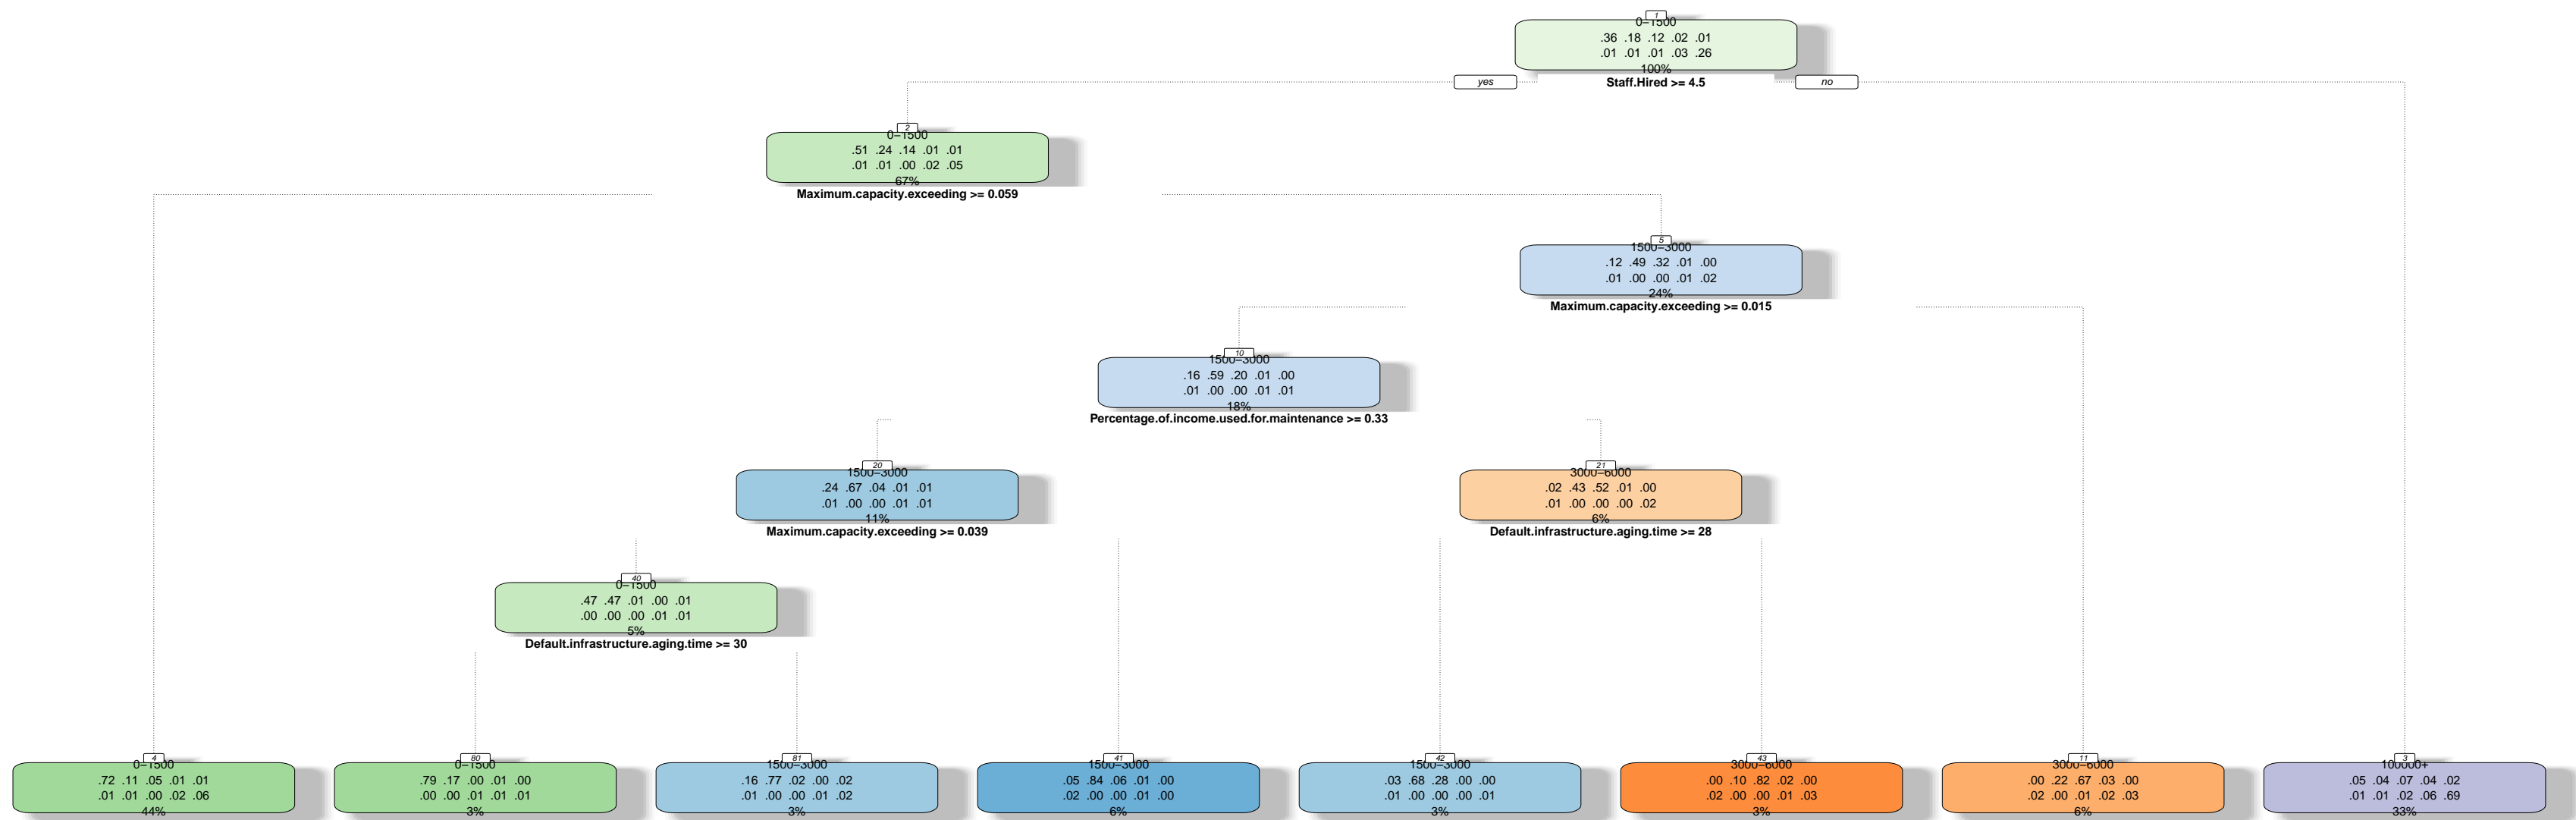 1
0–1500
.36 .18 .12 .02 .01
.01 .01 .01 .03 .26
100%
yes
Staff.Hired >= 4.5
no
2
0–1500
.51 .24 .14 .01 .01
.01 .01 .00 .02 .05
67%
Maximum.capacity.exceeding >= 0.059
5
1500–3000
.12 .49 .32 .01 .00
.01 .00 .00 .01 .02
24%
Maximum.capacity.exceeding >= 0.015
10
1500–3000
.16 .59 .20 .01 .00
.01 .00 .00 .01 .01
18%
Percentage.of.income.used.for.maintenance >= 0.33
20
1500–3000
.24 .67 .04 .01 .01
.01 .00 .00 .01 .01
11%
Maximum.capacity.exceeding >= 0.039
21
3000–6000
.02 .43 .52 .01 .00
.01 .00 .00 .00 .02
6%
Default.infrastructure.aging.time >= 28
40
0–1500
.47 .47 .01 .00 .01
.00 .00 .00 .01 .01
5%
Default.infrastructure.aging.time >= 30
4
0–1500
.72 .11 .05 .01 .01
.01 .01 .00 .02 .06
44%
80
0–1500
.79 .17 .00 .01 .00
.00 .00 .01 .01 .01
3%
81
1500–3000
.16 .77 .02 .00 .02
.01 .00 .00 .01 .02
3%
41
1500–3000
.05 .84 .06 .01 .00
.02 .00 .00 .01 .00
6%
42
1500–3000
.03 .68 .28 .00 .00
.01 .00 .00 .00 .01
3%
43
3000–6000
.00 .10 .82 .02 .00
.02 .00 .00 .01 .03
3%
11
3000–6000
.00 .22 .67 .03 .00
.02 .00 .01 .02 .03
6%
3
100000+
.05 .04 .07 .04 .02
.01 .01 .02 .06 .69
33%